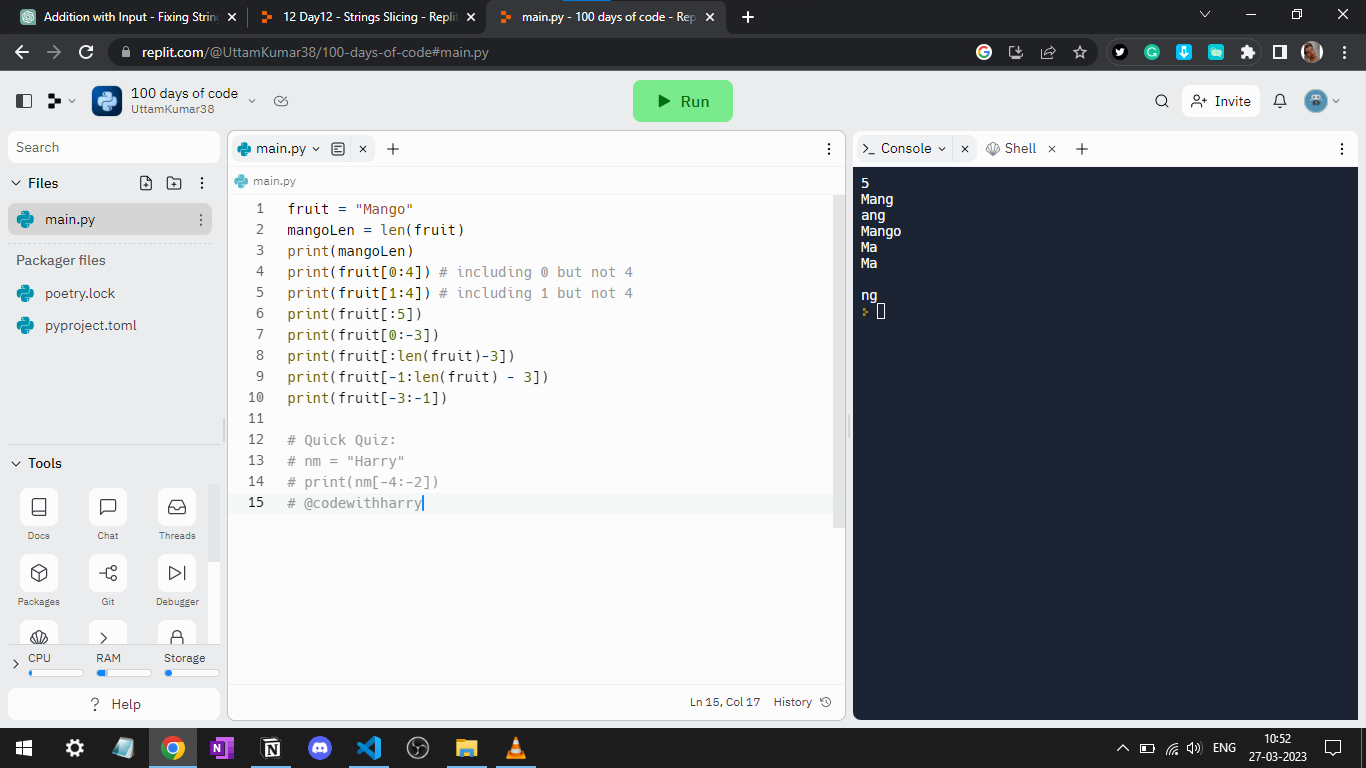 Addition with Input - Fixing String
12 Day12 - Strings Slicing - Replit
main.py - 100 days of code - Rep
replit.com/@UttamKumar38/100-days-of-code#main.py
100 days of code
UttamKumar38
Run
Invite
Search
Files
main.py
Packager files
poetry.lock
pyproject.toml
Tools
Docs
Chat
Threads
Packages
Git
Debugger
CPU
RAM
Storage
Help
main.py
main.py
1 fruit = "Mango"
2 mangoLen = len(fruit)
3 print(mangoLen)
4 print(fruit[0:4]) # including 0 but not 4
5 print(fruit[1:4]) # including 1 but not 4
6 print(fruit[:5])
7 print(fruit[0:-3])
8 print(fruit[:len(fruit)-3])
9 print(fruit[-1:len(fruit) - 3])
10 print(fruit[-3:-1])
11
12 # Quick Quiz:
13 # nm = "Harry"
14 # print(nm[-4:-2])
15 # @codewithharry
Ln 15, Col 17 History
Console
Shell
5
Mang
ang
Mango
Ma
Ma
ng
ENG
10:52
27-03-2023